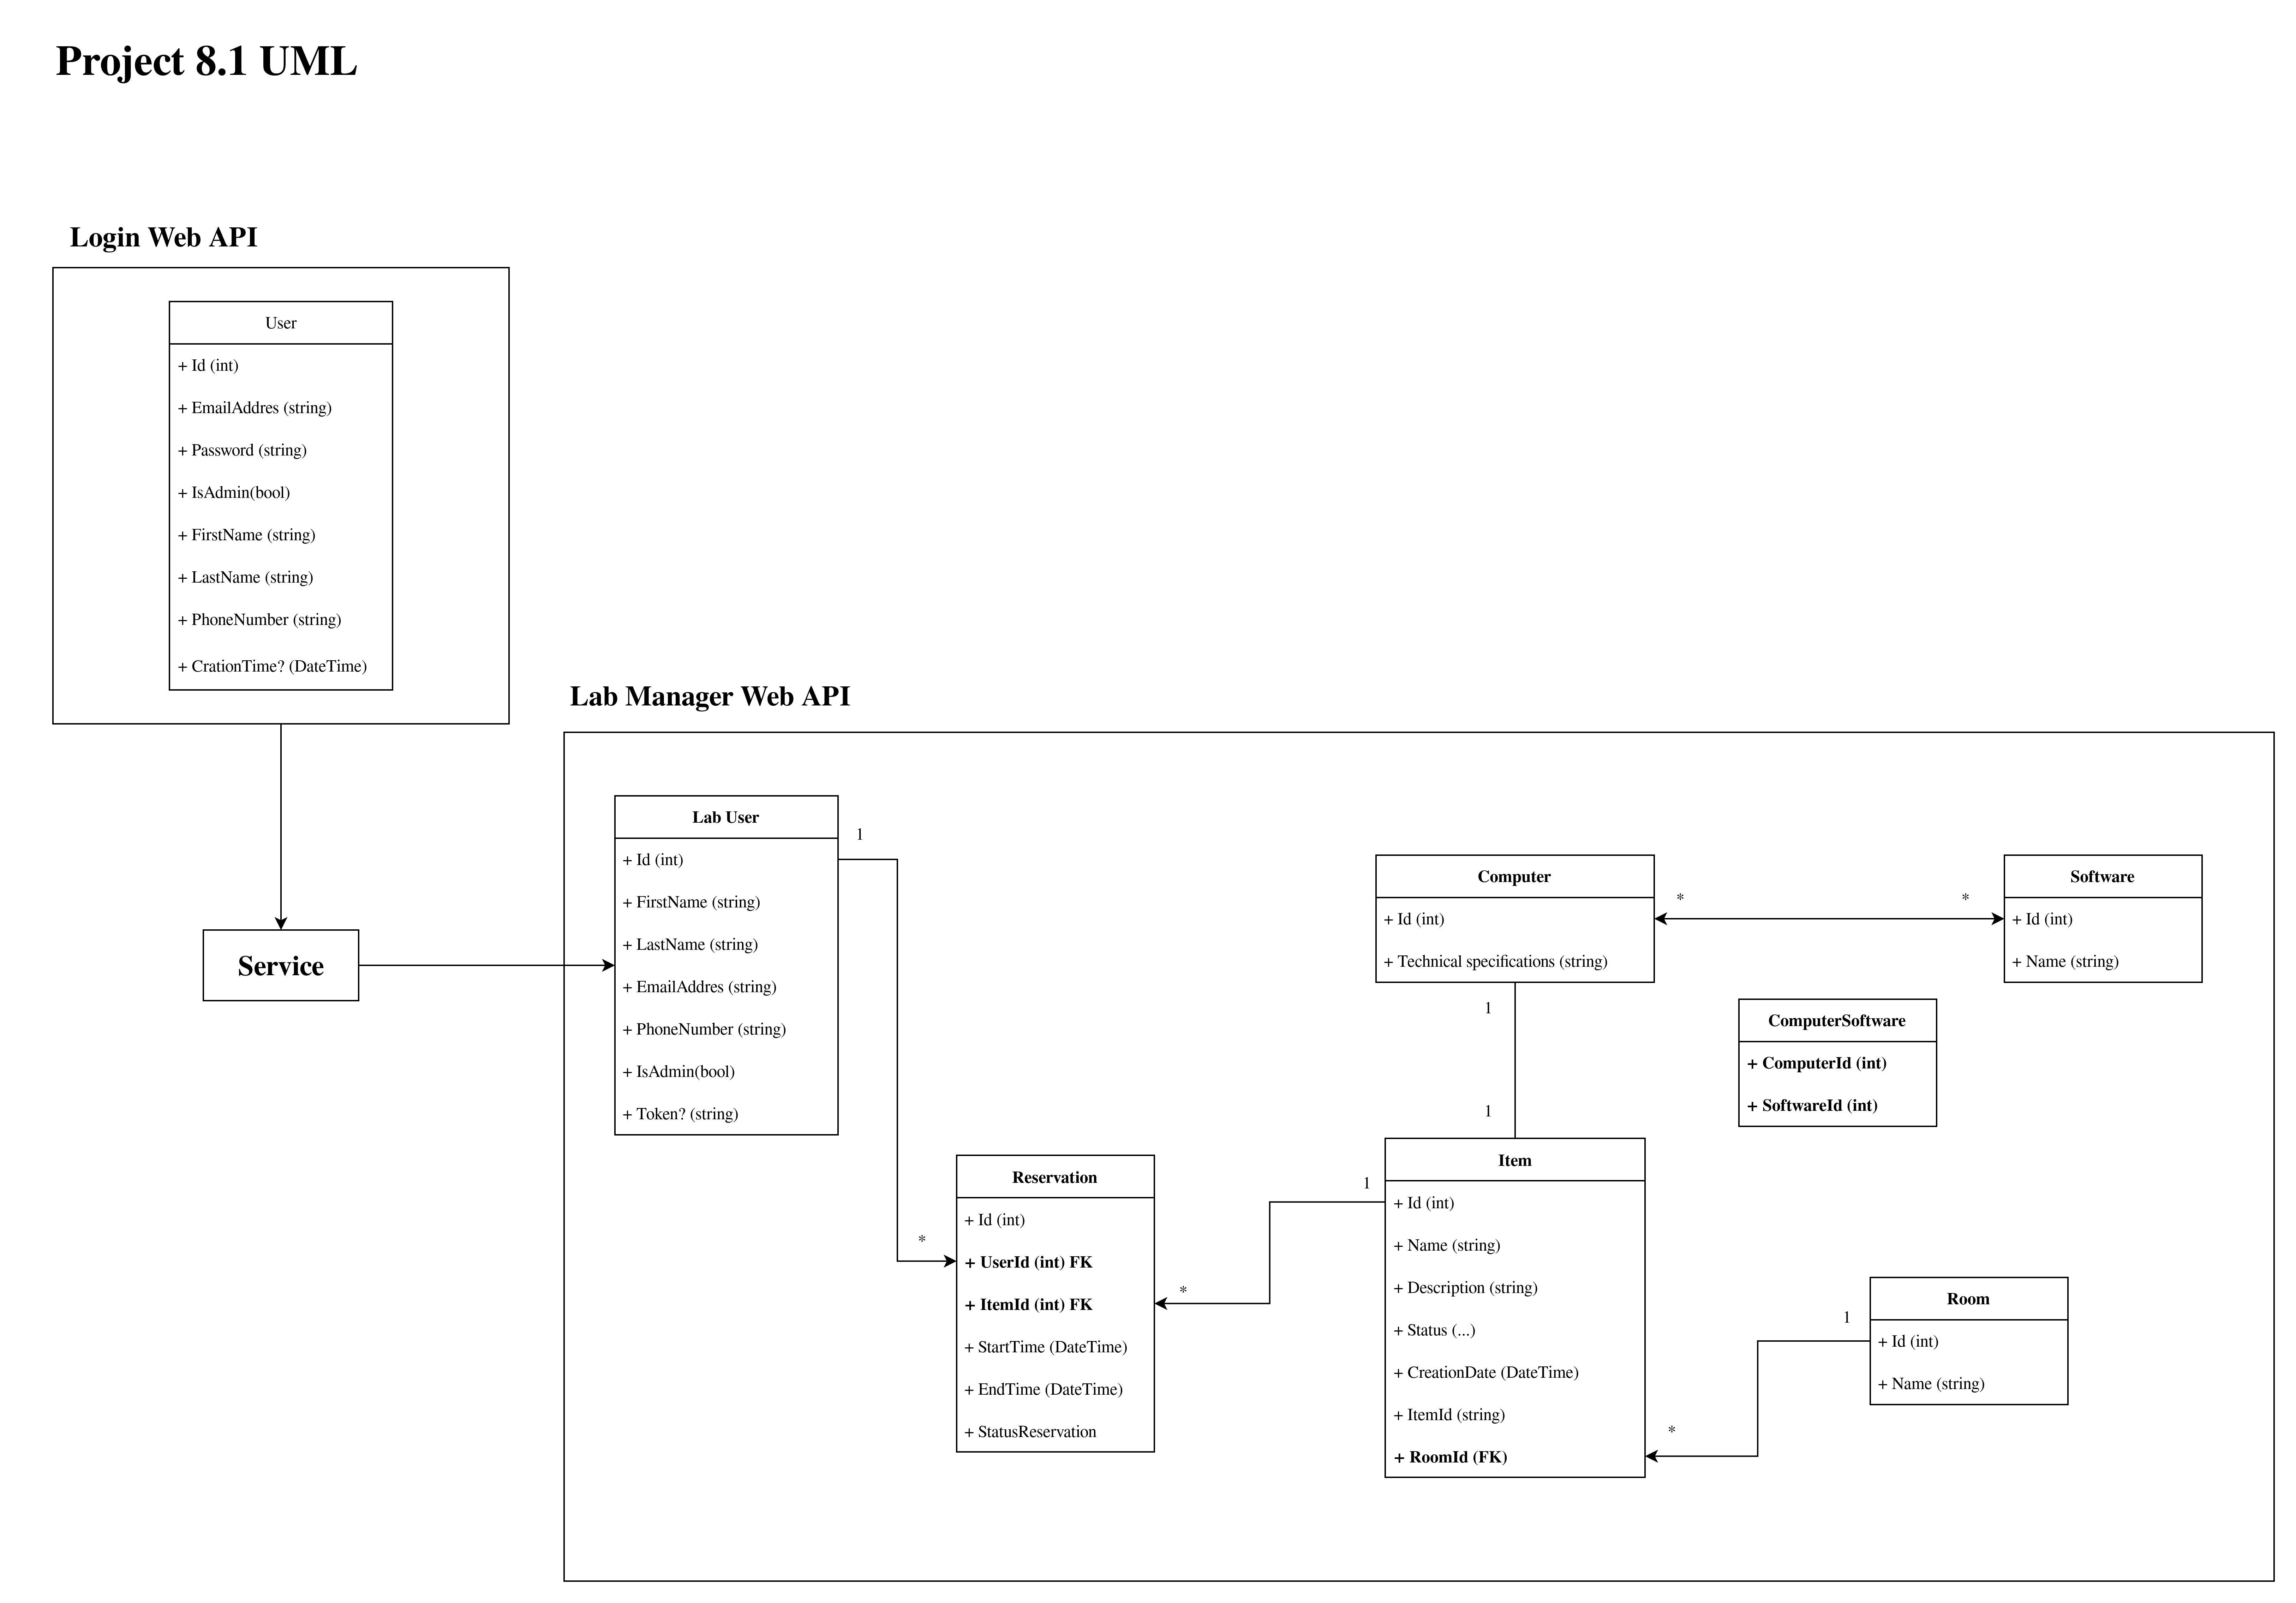 Project 8.1 UML
Login Web API
User
+ Id (int)
+ EmailAddres (string)
+ Password (string)
+ IsAdmin(bool)
+ FirstName (string)
+ LastName (string)
+ PhoneNumber (string)
+ CrationTime? (DateTime)
Service
Lab Manager Web API
Lab User
+ Id (int)
+ FirstName (string)
+ LastName (string)
+ EmailAddres (string)
+ PhoneNumber (string)
+ IsAdmin(bool)
+ Token? (string)
1
*
Reservation
+ Id (int)
+ UserId (int) FK
+ ItemId (int) FK
+ StartTime (DateTime)
+ EndTime (DateTime)
+ StatusReservation
*
1
Computer
+ Id (int)
+ Technical specifications (string)
*
*
Software
+ Id (int)
+ Name (string)
ComputerSoftware
+ ComputerId (int)
+ SoftwareId (int)
1
1
Item
+ Id (int)
+ Name (string)
+ Description (string)
+ Status (...)
+ CreationDate (DateTime)
+ ItemId (string)
+ RoomId (FK)
*
1
Room
+ Id (int)
+ Name (string)